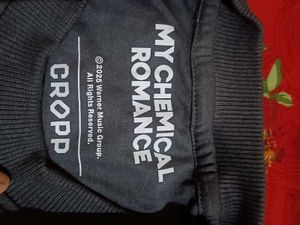 MY CHEMICAL
ROMANCE
©2025 Warner Music Group.
All Rights Reserved.
CROPP